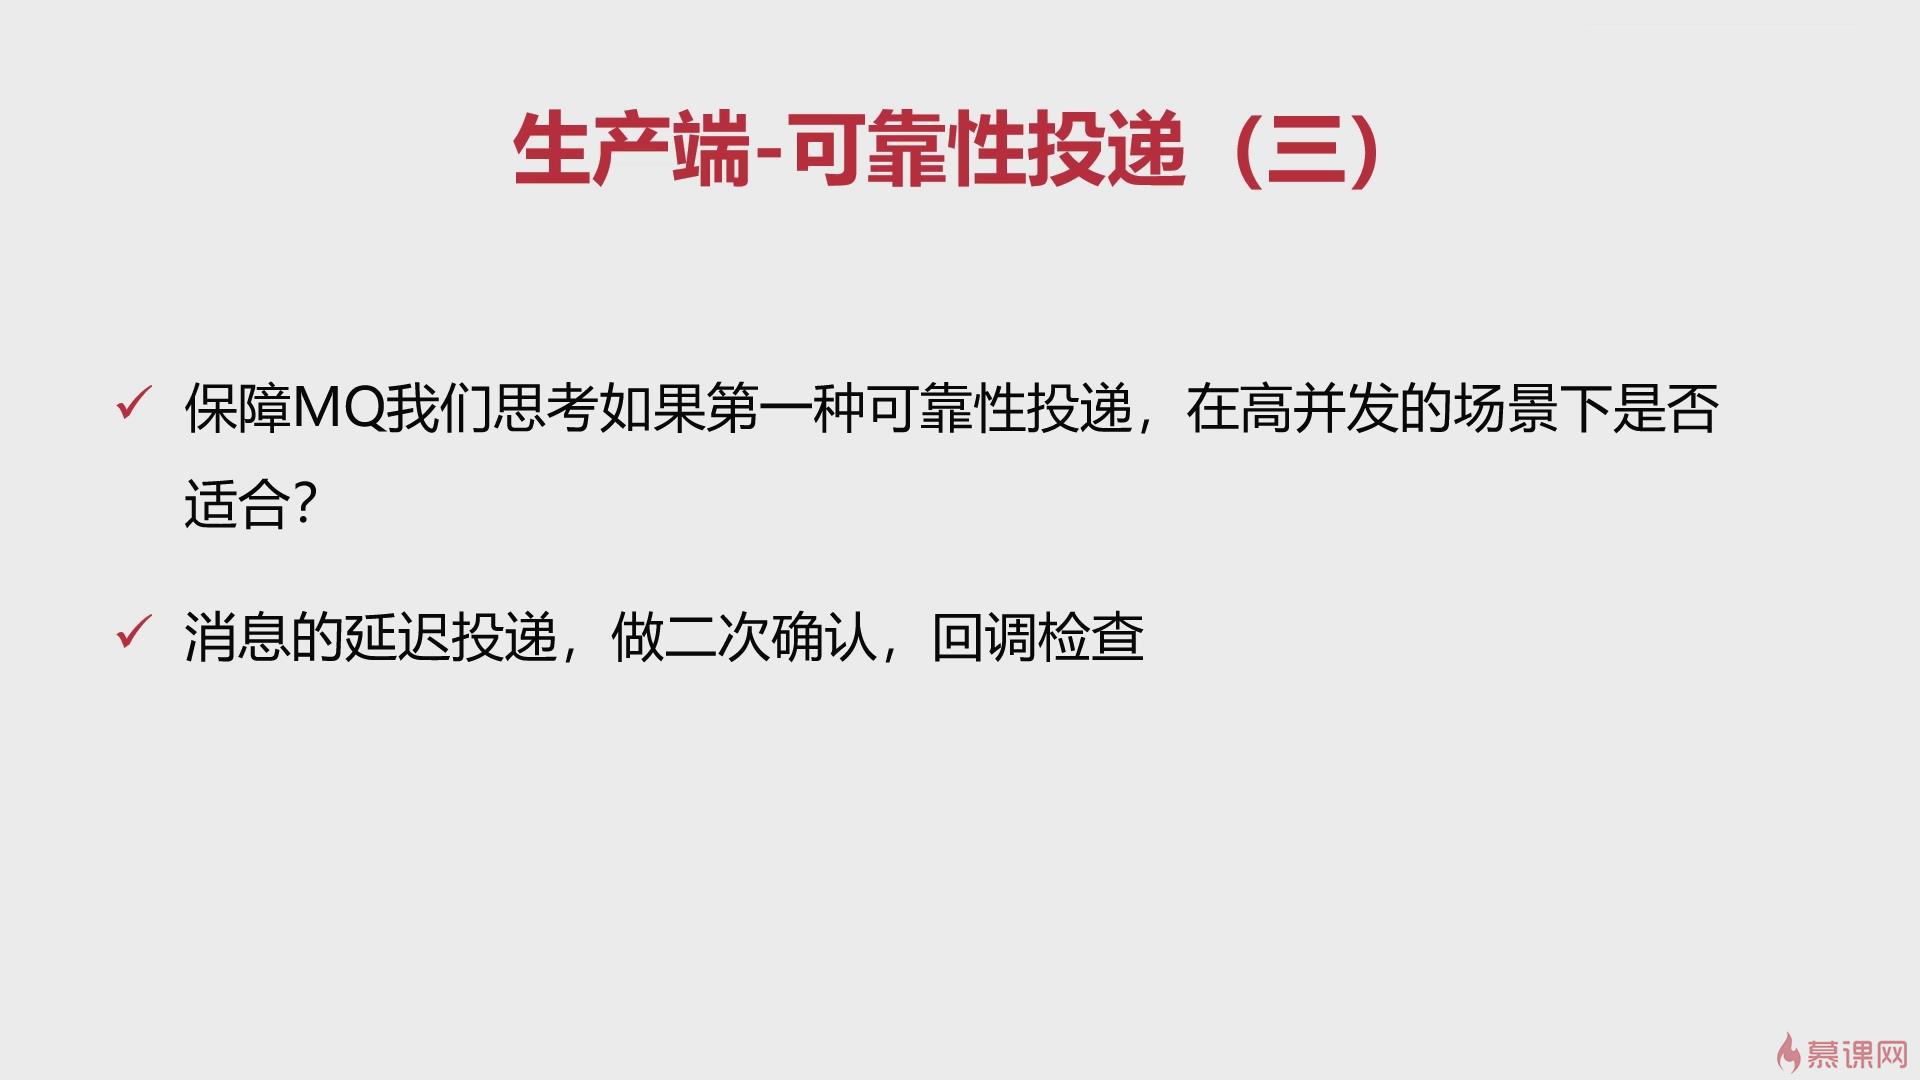 生产端-可靠性投递（三）
保障MQ我们思考如果第一种可靠性投递，在高并发的场景下是否
适合？
消息的延迟投递，做二次确认，回调检查
慕课网